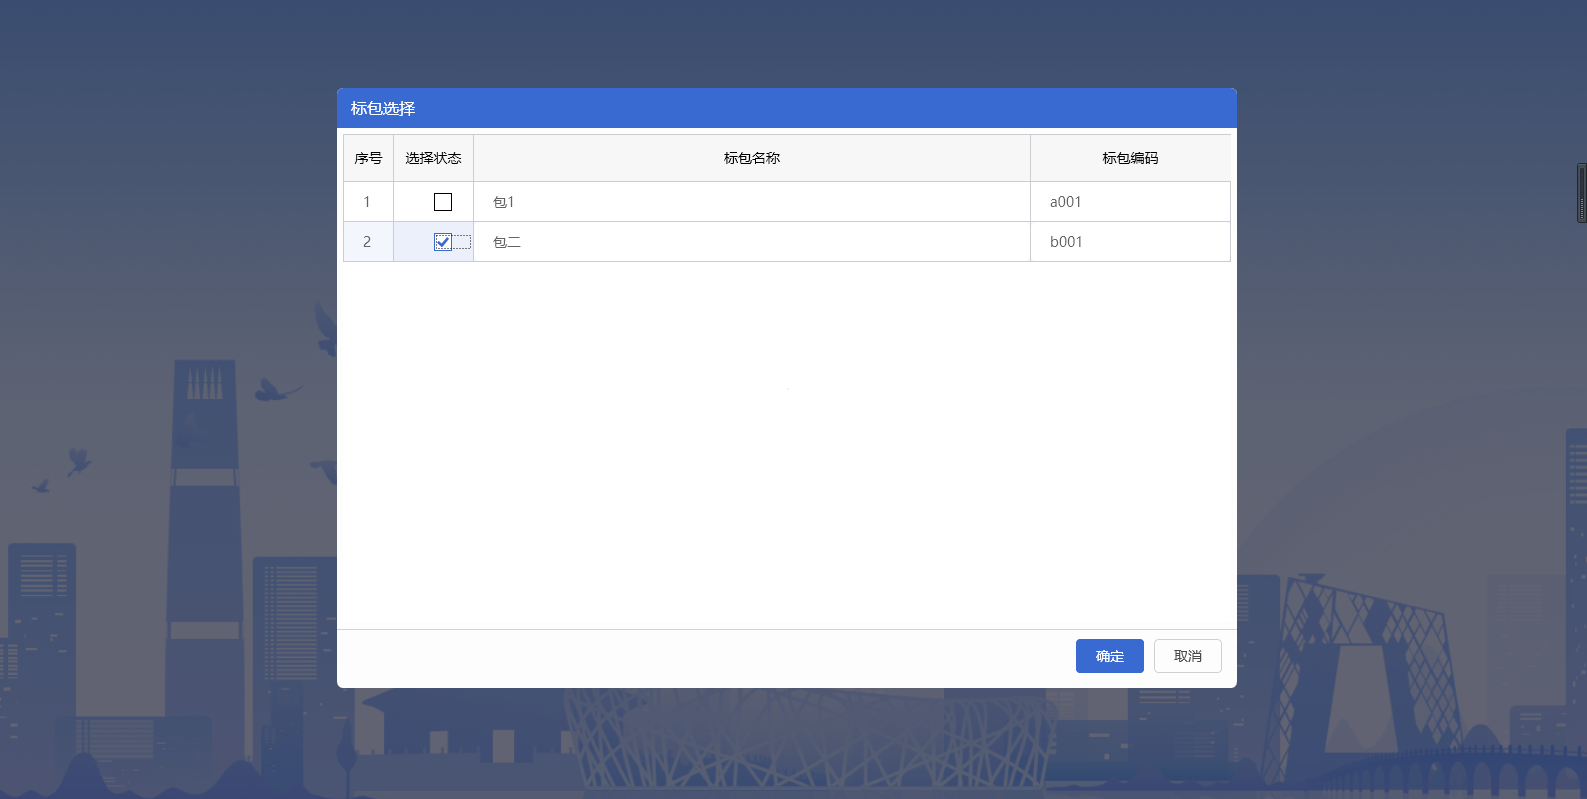 标包选择
序号 选择状态 标包名称 标包编码
1 包1 a001
2 包二 b001
确定 取消